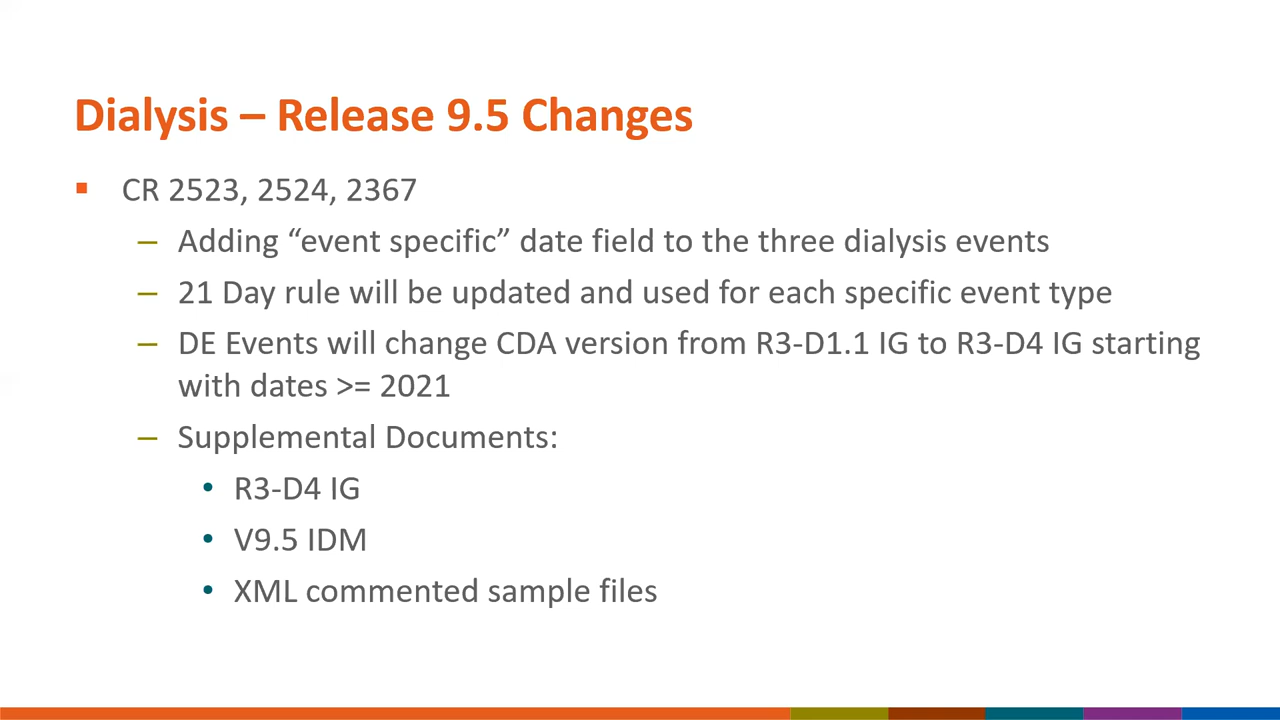 Dialysis – Release 9.5 Changes
▪ CR 2523, 2524, 2367
– Adding “event specific” date field to the three dialysis events
– 21 Day rule will be updated and used for each specific event type
– DE Events will change CDA version from R3-D1.1 IG to R3-D4 IG starting
with dates >= 2021
– Supplemental Documents:
• R3-D4 IG
• V9.5 IDM
• XML commented sample files